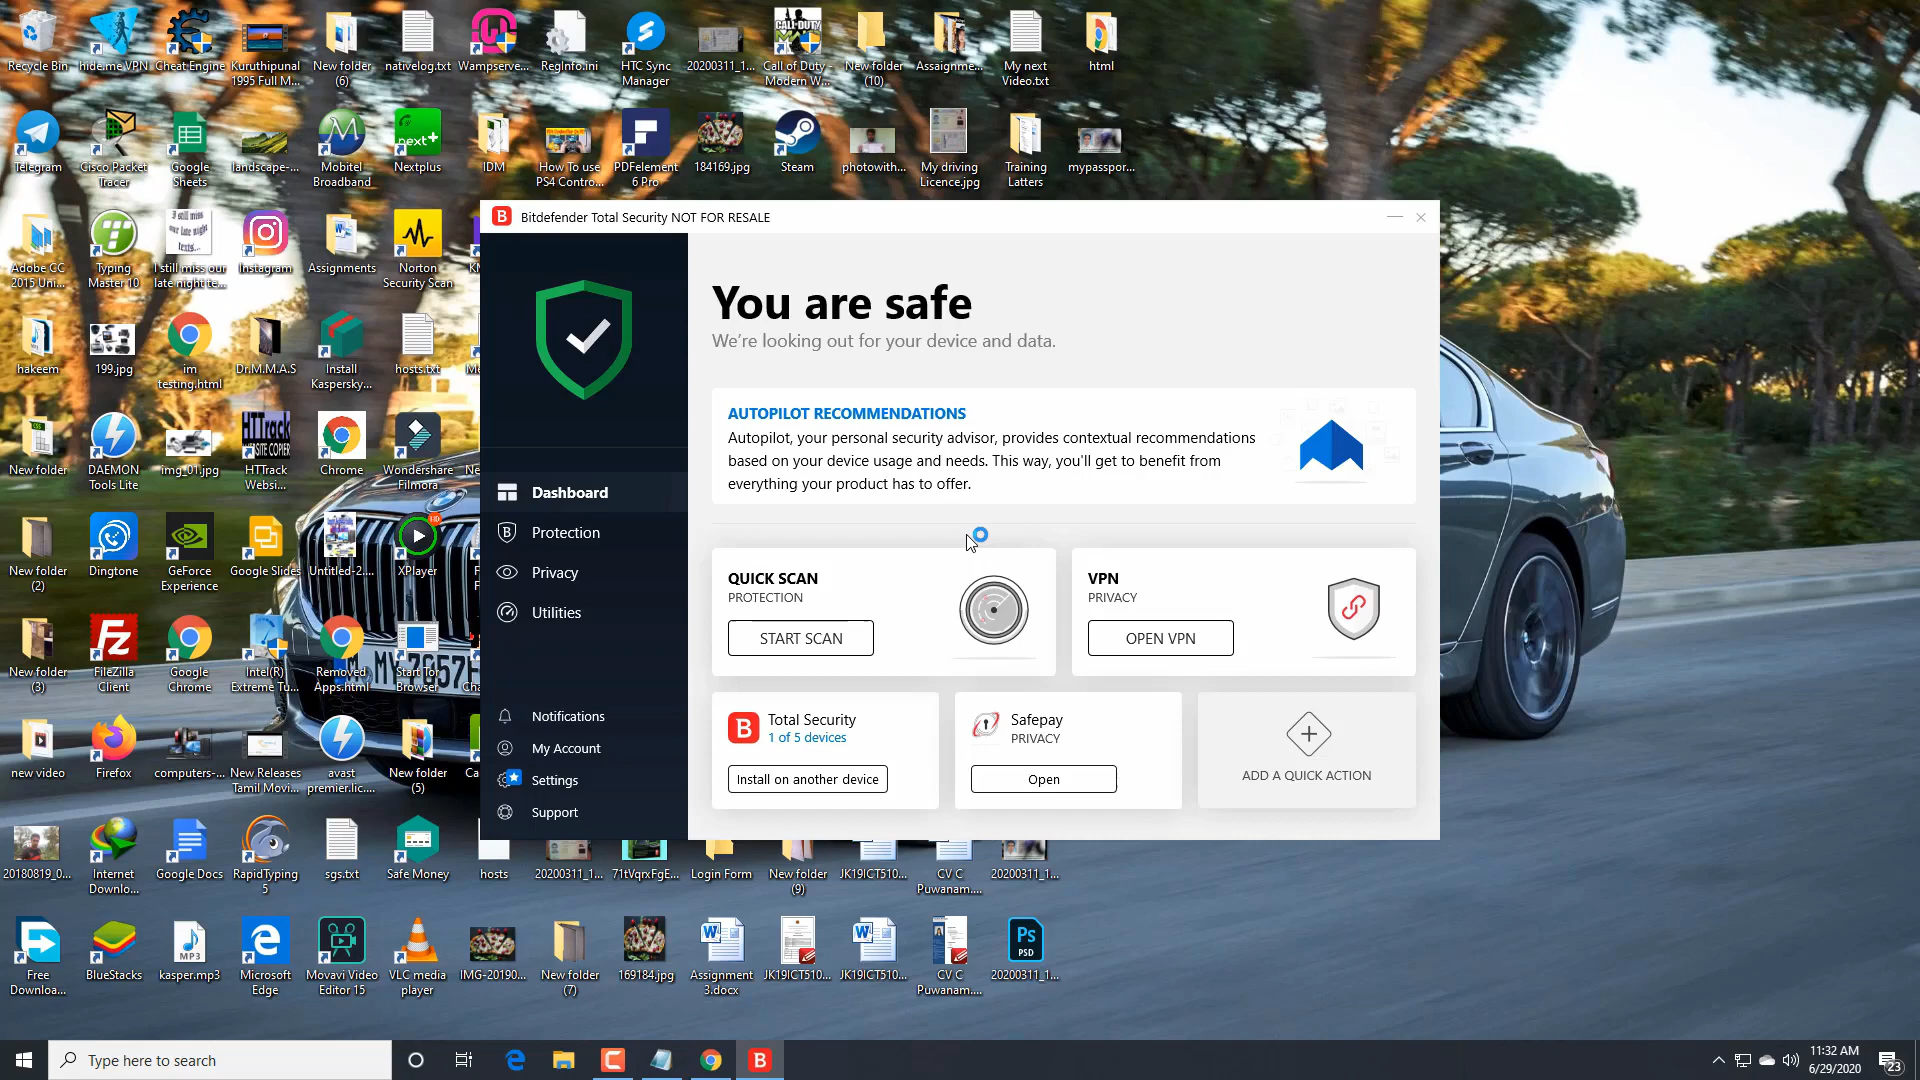 Recycle Bin
hide.me VPN
Cheat Engine
Kuruthipunal
1995 Full M...
New folder
(6)
nativelog.txt
Wampserve...
RegInfo.ini
HTC Sync
Manager
20200311_1...
Call of Duty -
Modern W...
New folder
(10)
Assaignme...
My next
Video.txt
html
Telegram
Cisco Packet
Tracer
Google
Sheets
landscape-...
Mobitel
Broadband
Nextplus
IDM
How To use
PS4 Contro...
PDFelement
6 Pro
184169.jpg
Steam
photowith...
My driving
Licence.jpg
Training
Latters
mypasspor...
Adobe CC
2015 Uni...
Typing
Master 10
I still miss our
late night te...
Instagram
Assignments
Norton
Security Scan
Bitdefender Total Security NOT FOR RESALE
You are safe
We're looking out for your device and data.
AUTOPILOT RECOMMENDATIONS
Autopilot, your personal security advisor, provides contextual recommendations
based on your device usage and needs. This way, you'll get to benefit from
everything your product has to offer.
Dashboard
Protection
Privacy
Utilities
Notifications
My Account
Settings
Support
QUICK SCAN
PROTECTION
START SCAN
VPN
PRIVACY
OPEN VPN
Total Security
1 of 5 devices
Install on another device
Safepay
PRIVACY
Open
ADD A QUICK ACTION
hakeem
199.jpg
im
testing.html
Dr.M.M.A.S
Install
Kaspersky...
hosts.txt
New folder
DAEMON
Tools Lite
img_01.jpg
HTTrack
Websi...
Chrome
Wondershare
Filmora
New folder
(2)
Dingtone
GeForce
Experience
Google Slides
Untitled-2....
XPlayer
New folder
(3)
FileZilla
Client
Google
Chrome
Intel(R)
Extreme Tu...
Removed
Apps.html
Start Tor
Browser
new video
Firefox
computers-...
New Releases
Tamil Movi...
avast
premier.lic....
New folder
(5)
20180819_0...
Internet
Downlo...
Google Docs
RapidTyping
5
sgs.txt
Safe Money
hosts
20200311_1...
71tVqrxFgE...
Login Form
New folder
(9)
JK19ICT510...
CV C
Puwanam....
20200311_1...
Free
Downloa...
BlueStacks
kasper.mp3
Microsoft
Edge
Movavi Video
Editor 15
VLC media
player
IMG-20190...
New folder
(7)
169184.jpg
Assignment
3.docx
JK19ICT510...
JK19ICT510...
CV C
Puwanam....
20200311_1...
Type here to search
11:32 AM
6/29/2020
23